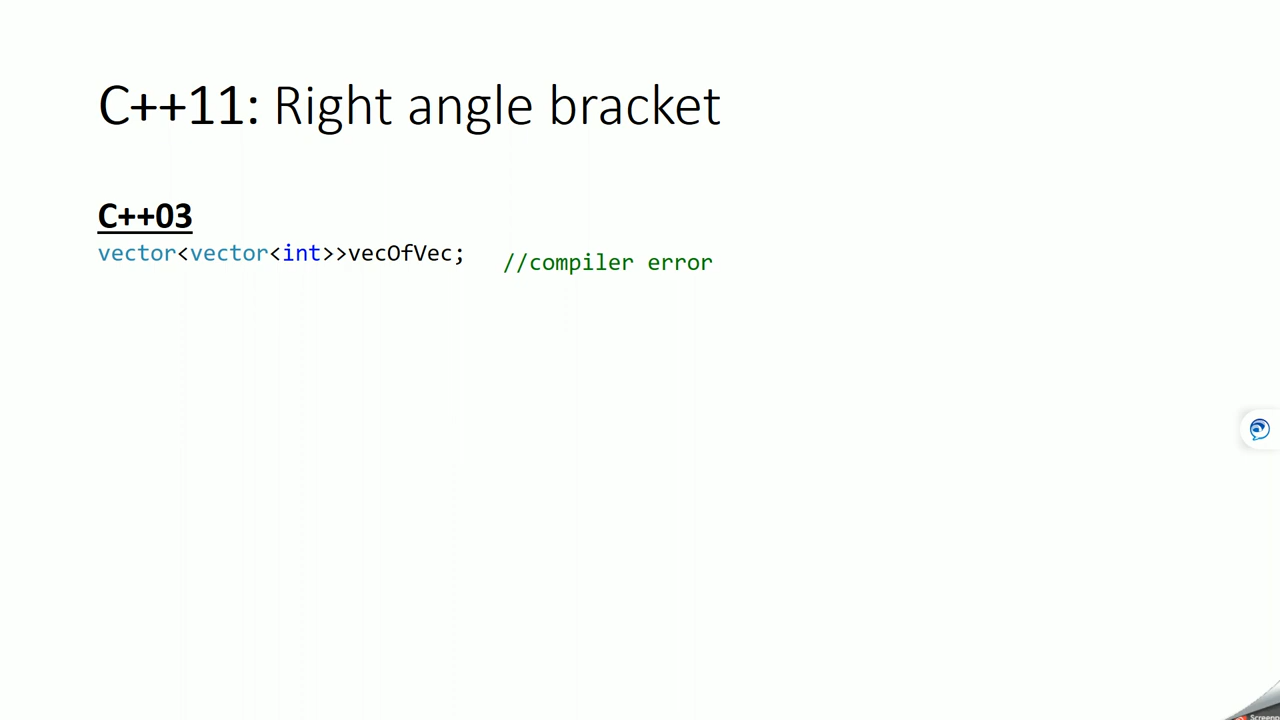 C++11: Right angle bracket
C++03
vector<vector<int>>vecOfVec; //compiler error